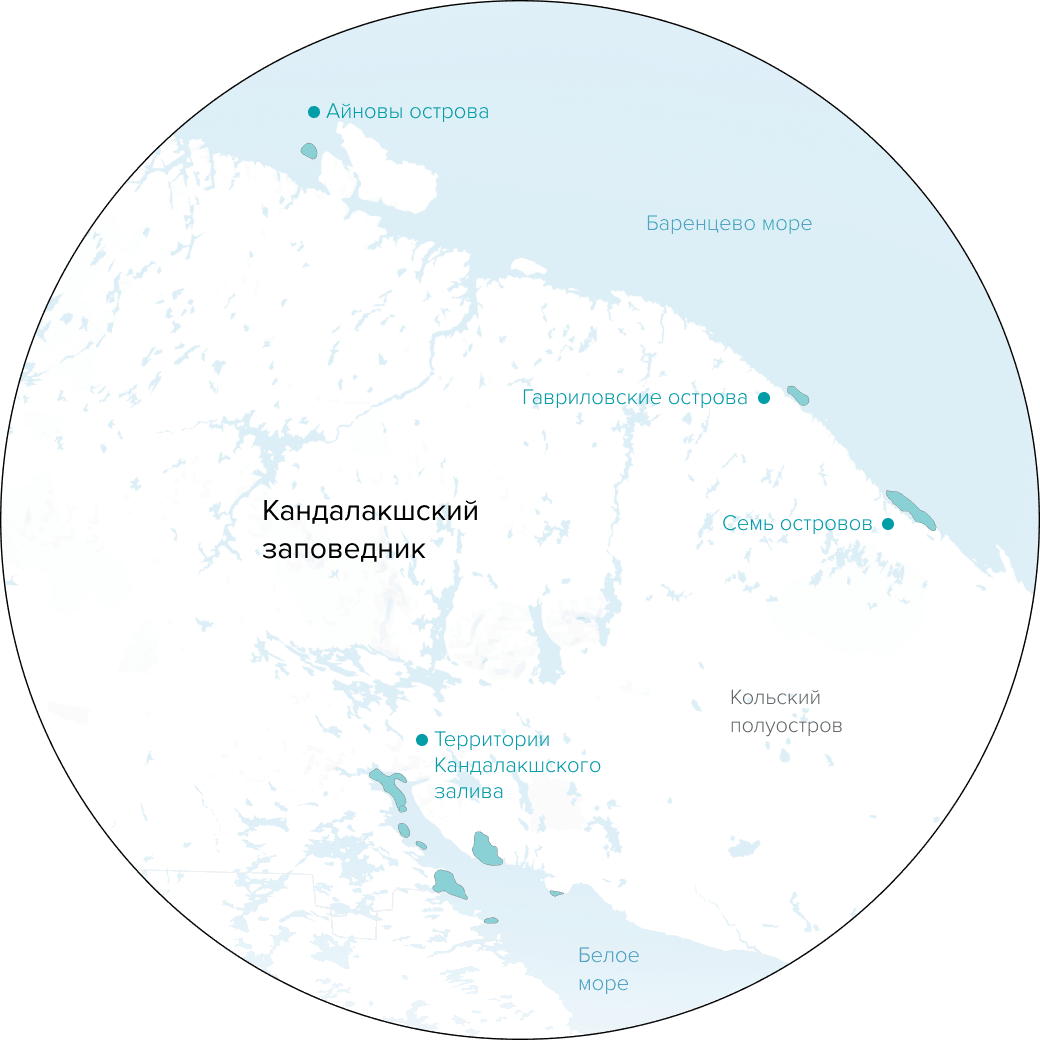 Айновы острова
Баренцево море
Гавриловские острова
Кандалакшский
заповедник
Семь островов
Кольский
полуостров
Территории
Кандалакшского
залива
Белое
море